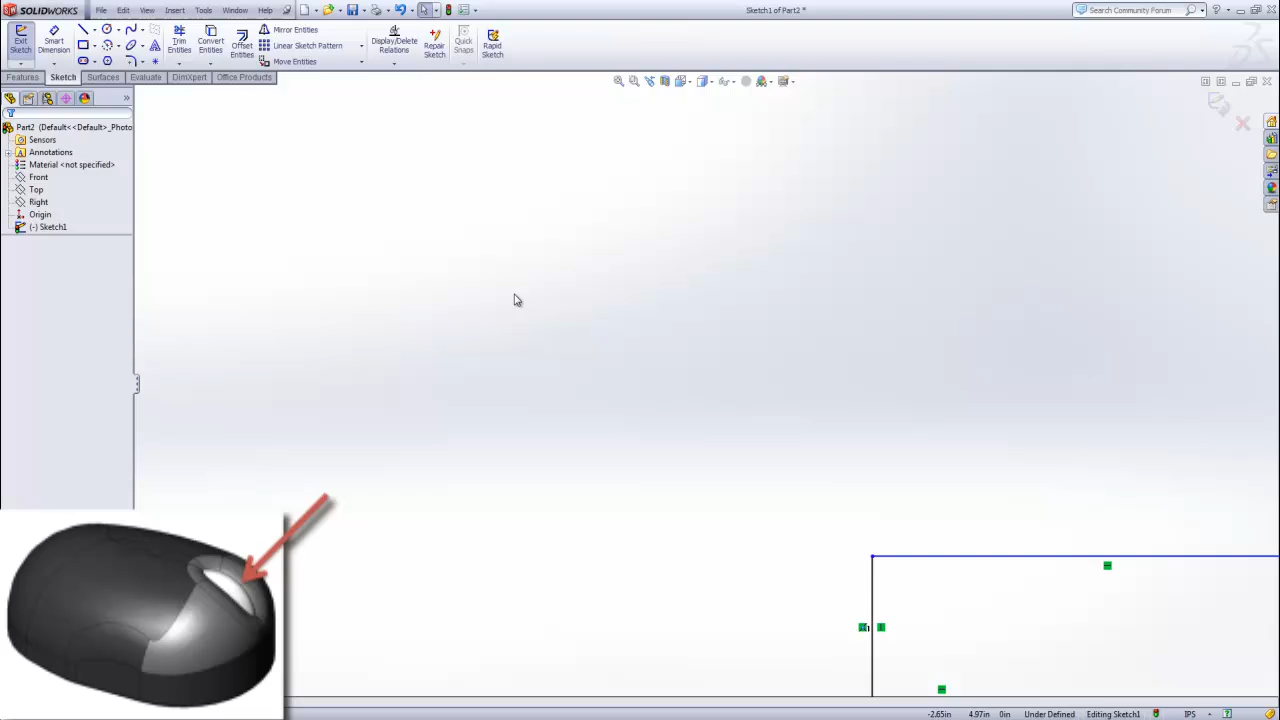 SOLIDWORKS File Edit View Insert Tools Window Help Sketch1 of Part2 * Search Community Forum
Exit Sketch
Smart Dimension
Trim Entities
Convert Entities
Offset Entities
Mirror Entities
Linear Sketch Pattern
Move Entities
Display/Delete Relations
Repair Sketch
Quick Snaps
Rapid Sketch
Features Sketch Surfaces Evaluate DimXpert Office Products
Part2 (Default<<Default>_Photo
Sensors
Annotations
Material <not specified>
Front
Top
Right
Origin
(-) Sketch1
-2.65in 4.97in 0in Under Defined Editing Sketch1 IPS